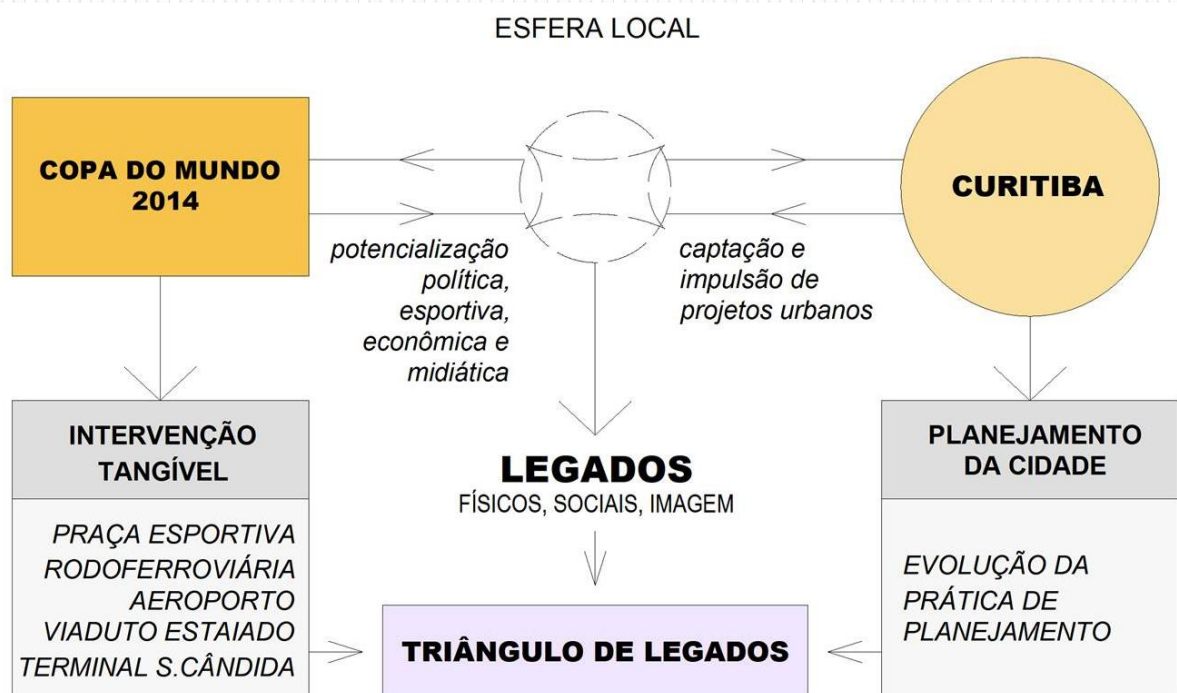 ESFERA LOCAL
COPA DO MUNDO
2014
CURITIBA
potencialização
política,
esportiva,
econômica e
midiática
captação e
impulsão de
projetos urbanos
INTERVENÇÃO
TANGÍVEL
PRAÇA ESPORTIVA
RODOFERROVIÁRIA
AEROPORTO
VIADUTO ESTAIADO
TERMINAL S.CÂNDIDA
LEGADOS
FÍSICOS, SOCIAIS, IMAGEM
TRIÂNGULO DE LEGADOS
PLANEJAMENTO
DA CIDADE
EVOLUÇÃO DA
PRÁTICA DE
PLANEJAMENTO